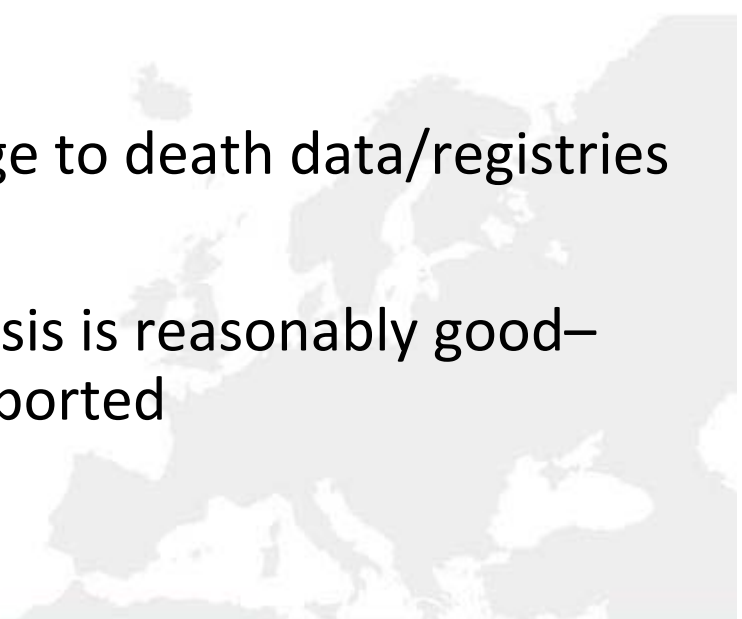 ge to death data/registries
sis is reasonably good–
ported